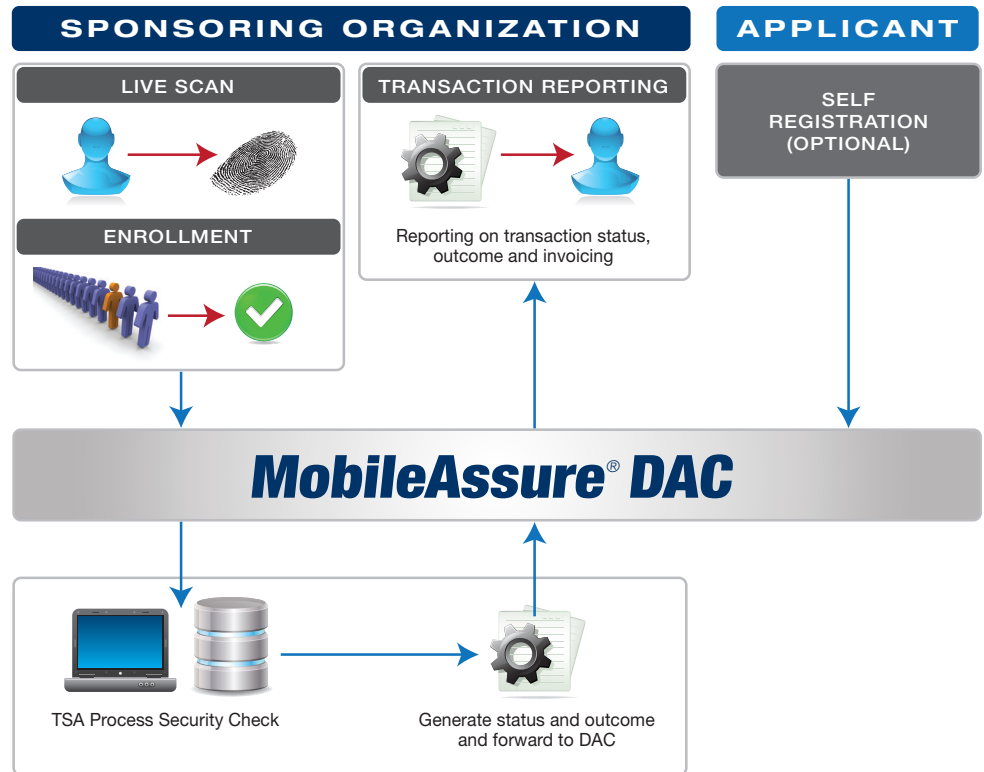 SPONSORING ORGANIZATION
LIVE SCAN
ENROLLMENT
TRANSACTION REPORTING
Reporting on transaction status,
outcome and invoicing
APPLICANT
SELF
REGISTRATION
(OPTIONAL)
MobileAssure® DAC
TSA Process Security Check
Generate status and outcome
and forward to DAC